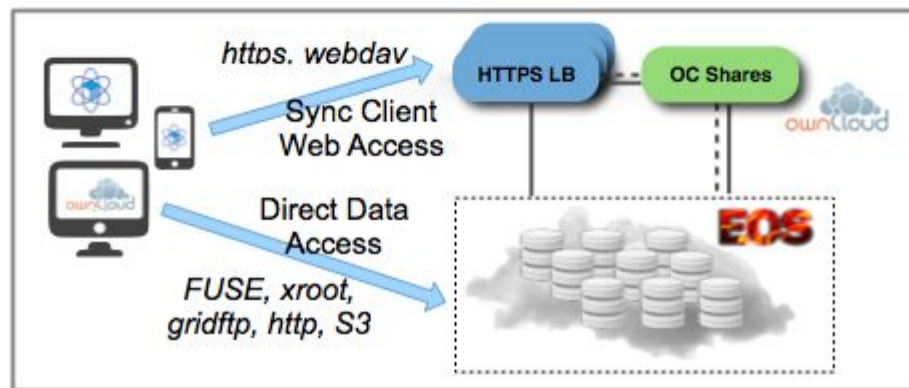 https, webdav
HTTPS LB
OC Shares
Sync Client
Web Access
ownCloud
ownCloud
Direct Data
Access
EOS
FUSE, xroot,
gridftp, http, S3